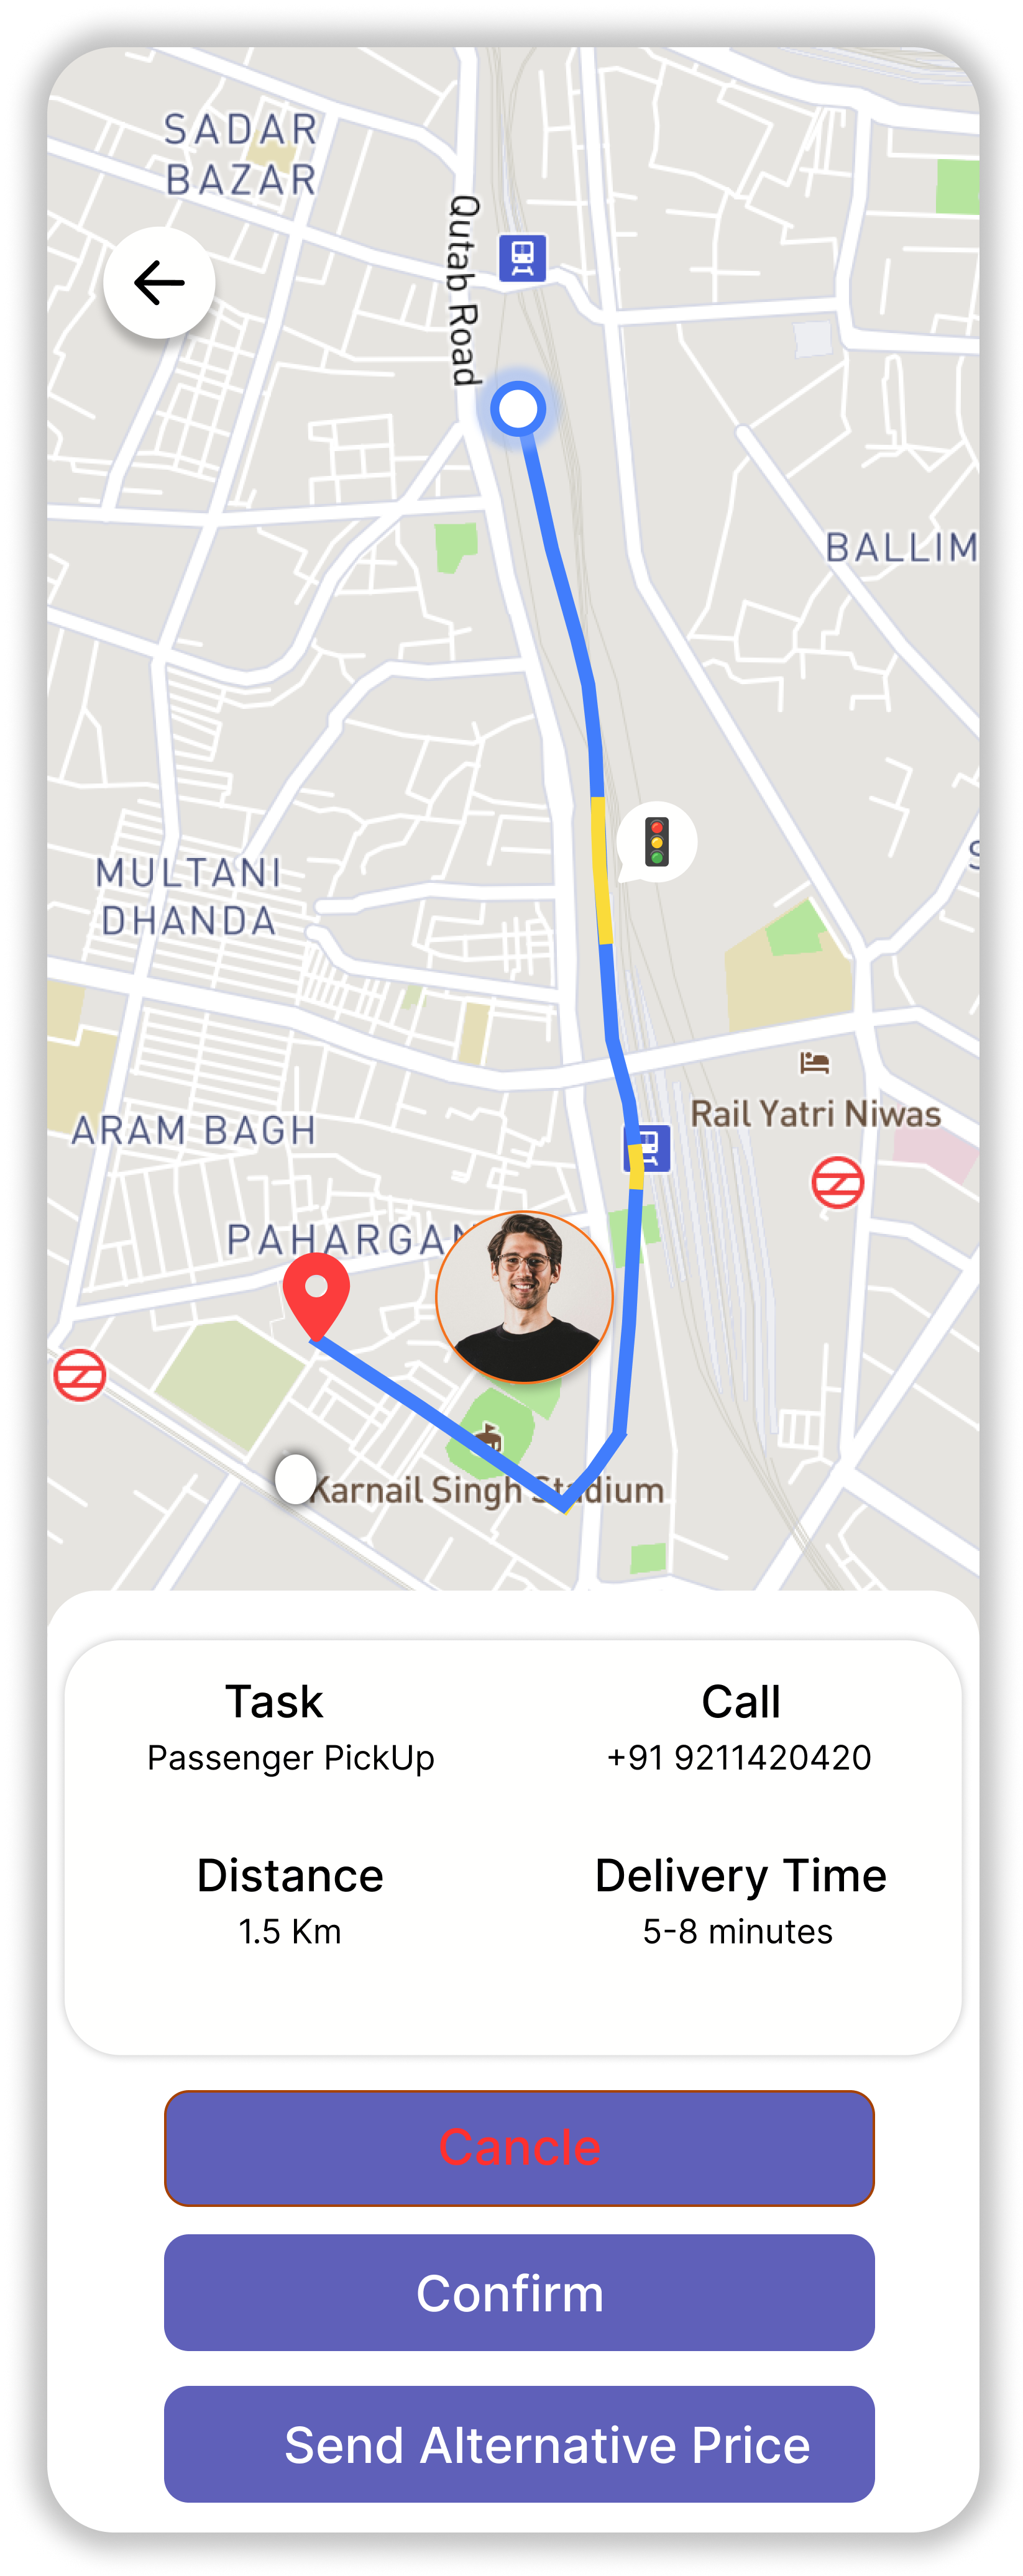 SADAR
BAZAR
Qutab Road
BALLIM
MULTANI
DHANDA
S
Rail Yatri Niwas
ARAM BAGH
PAHARGAN
Karnail Singh Stadium
Task
Call
Passenger PickUp
+91 9211420420
Distance
Delivery Time
1.5 Km
5-8 minutes
Cancle
Confirm
Send Alternative Price